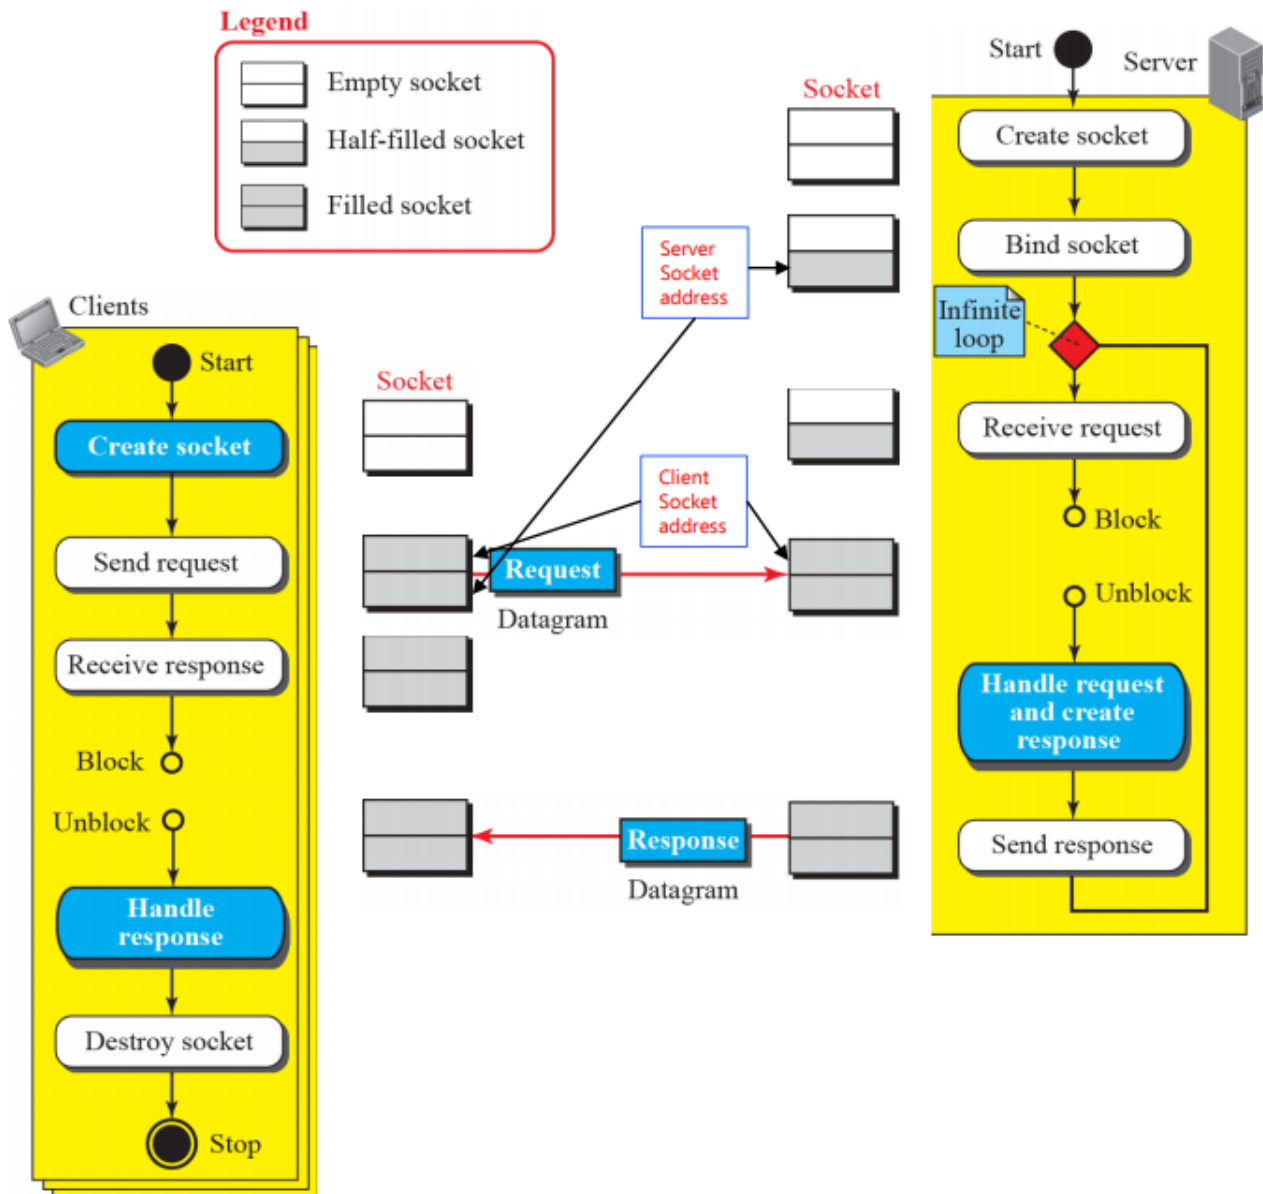 Legend
Empty socket
Half-filled socket
Filled socket
Clients
Start
Create socket
Send request
Receive response
Block
Unblock
Handle
response
Destroy socket
Stop
Socket
Server
Socket
address
Client
Socket
address
Request
Datagram
Response
Datagram
Socket
Start
Server
Create socket
Bind socket
Infinite
loop
Receive request
Block
Unblock
Handle request
and create
response
Send response